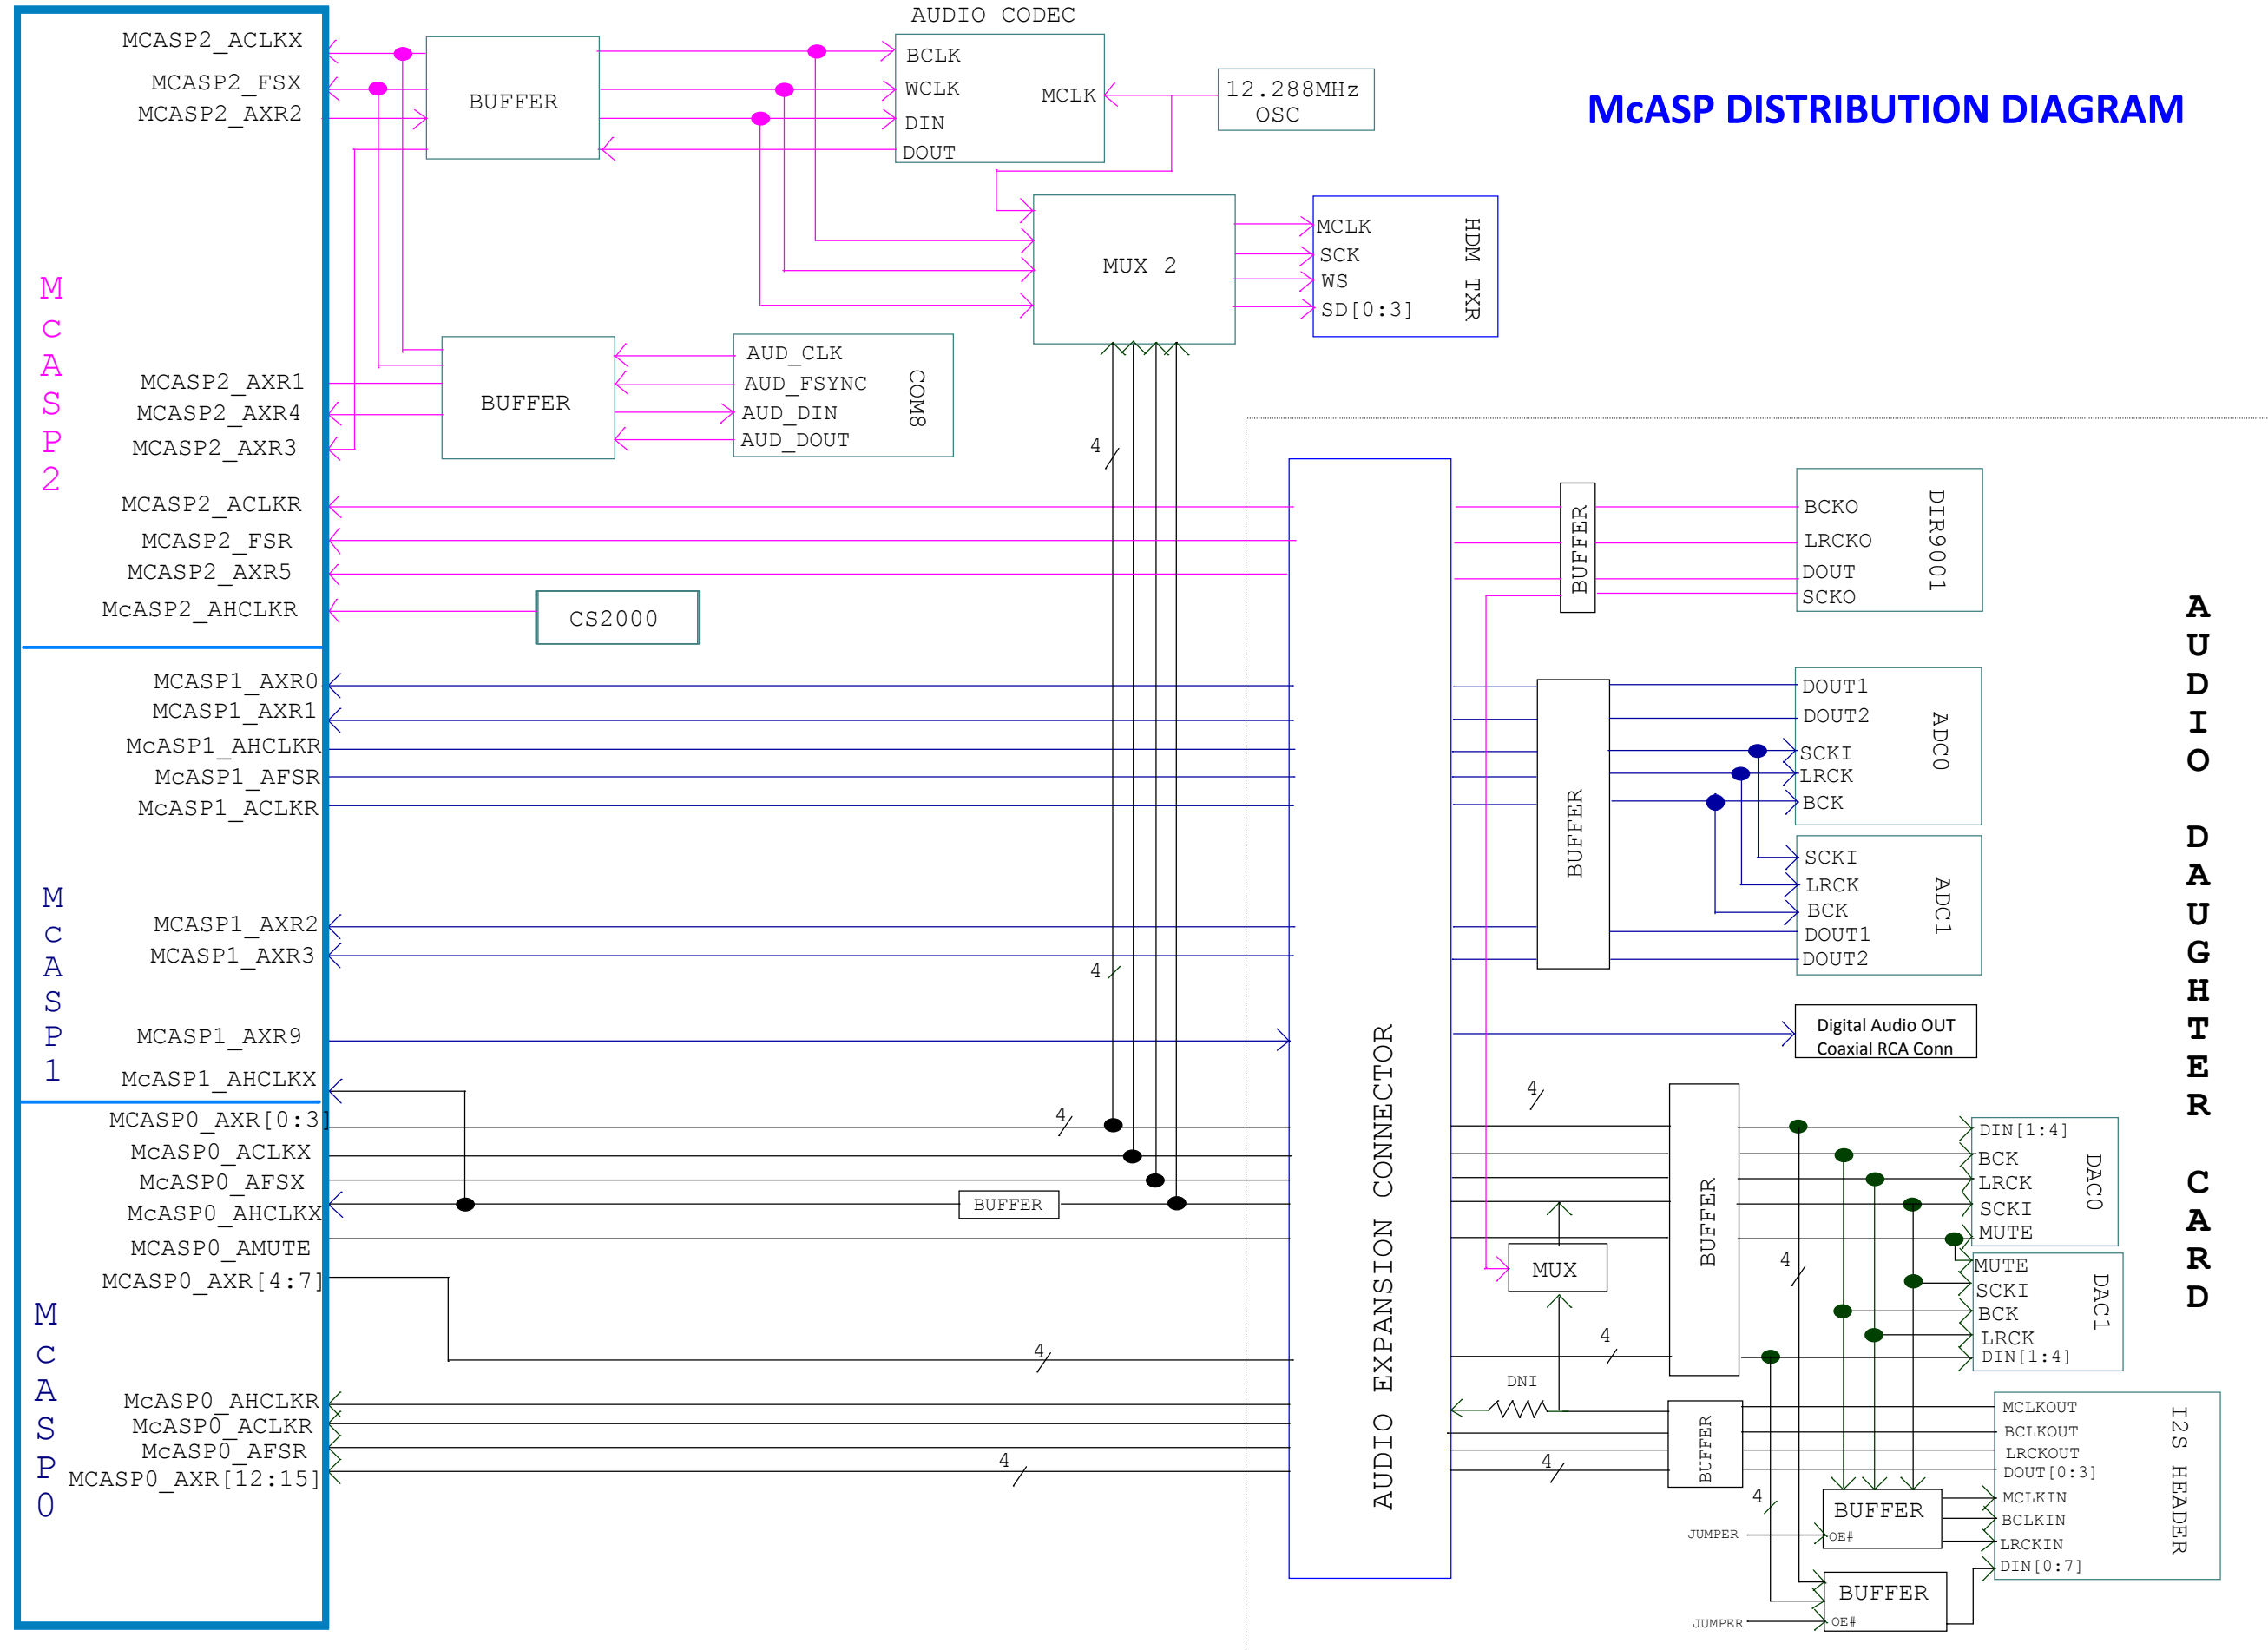 McASP DISTRIBUTION DIAGRAM
AUDIO CODEC
MCASP2_ACLKX
MCASP2_FSX
MCASP2_AXR2
BUFFER
BCLK
WCLK
DIN
DOUT
MCLK
12.288MHz
OSC
MUX 2
MCLK
SCK
WS
SD[0:3]
HDM TXR
McASP2
MCASP2_AXR1
MCASP2_AXR4
MCASP2_AXR3
BUFFER
AUD_CLK
AUD_FSYNC
AUD_DIN
AUD_DOUT
COM8
4
MCASP2_ACLKR
MCASP2_FSR
MCASP2_AXR5
McASP2_AHCLKR
CS2000
BUFFER
BCKO
LRCKO
DOUT
SCKO
DIR9001
AUDIO DAUGHTER CARD
McASP1
MCASP1_AXR0
MCASP1_AXR1
McASP1_AHCLKR
McASP1_AFSR
McASP1_ACLKR
MCASP1_AXR2
MCASP1_AXR3
MCASP1_AXR9
McASP1_AHCLKX
4
AUDIO EXPANSION CONNECTOR
BUFFER
DOUT1
DOUT2
SCKI
LRCK
BCK
ADC0
SCKI
LRCK
BCK
DOUT1
DOUT2
ADC1
Digital Audio OUT
Coaxial RCA Conn
McASP0
MCASP0_AXR[0:3]
McASP0_ACLKX
McASP0_AFSX
McASP0_AHCLKX
MCASP0_AMUTE
MCASP0_AXR[4:7]
McASP0_AHCLKR
McASP0_ACLKR
McASP0_AFSR
MCASP0_AXR[12:15]
4
BUFFER
4
4
4
MUX
4
DNI
4
BUFFER
BUFFER
4
4
DIN[1:4]
BCK
LRCK
SCKI
MUTE
DAC0
MUTE
SCKI
BCK
LRCK
DIN[1:4]
DAC1
MCLKOUT
BCLKOUT
LRCKOUT
DOUT[0:3]
MCLKIN
BCLKIN
LRCKIN
DIN[0:7]
I2S HEADER
BUFFER
OE#
JUMPER
BUFFER
OE#
JUMPER